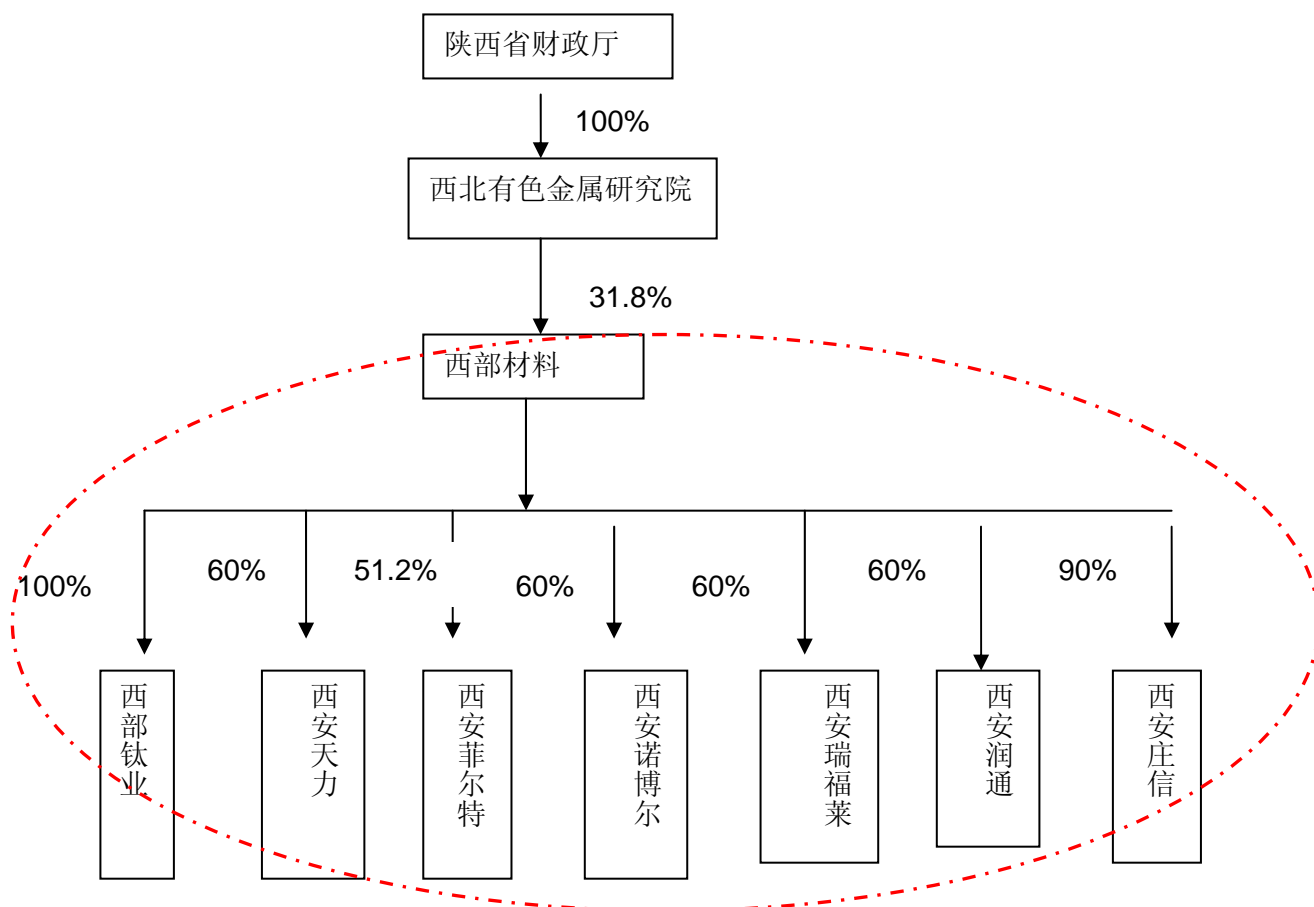 陕西省财政厅
100%
西北有色金属研究院
31.8%
西部材料
100%
60%
51.2%
60%
60%
60%
90%
西部钛业
西安天力
西安菲尔特
西安诺博尔
西安瑞福莱
西安润通
西安庄信